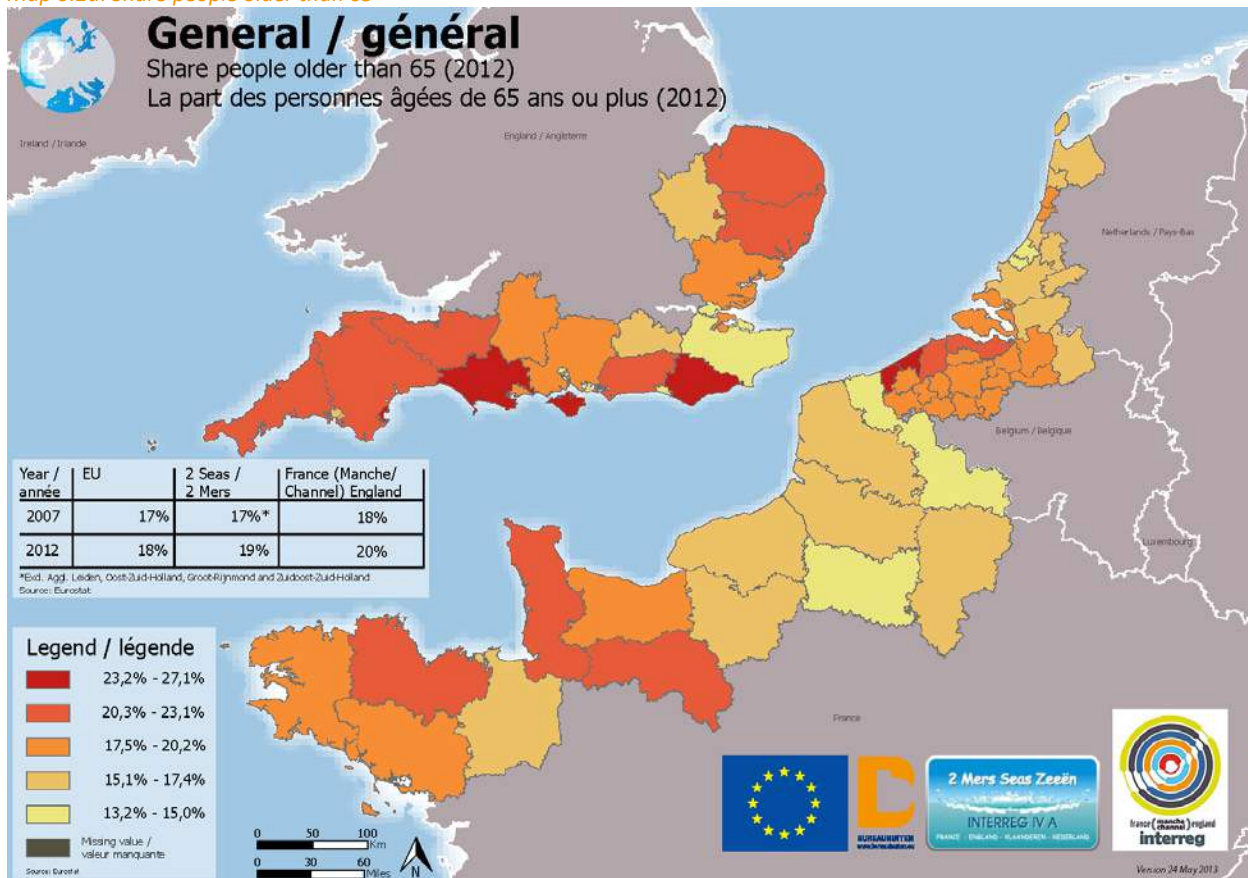 General / général
Share people older than 65 (2012)
La part des personnes âgées de 65 ans ou plus (2012)
Ireland / Irlande
England / Angleterre
Netherlands / Pays-Bas
Belgium / Belgique
Luxembourg
France
Year / année | EU | 2 Seas / 2 Mers | France (Manche/ Channel) England
2007 | 17% | 17%* | 18%
2012 | 18% | 19% | 20%
*Excl. Aggl. Leiden, Oost-Zuid-Holland, Groot-Rijnmond and Zuidoost-Zuid-Holland
Source: Eurostat
Legend / légende
23,2% - 27,1%
20,3% - 23,1%
17,5% - 20,2%
15,1% - 17,4%
13,2% - 15,0%
Missing value /
valeur manquante
Source: Eurostat
0 50 100
Km
0 30 60
Miles
N
BUREAUBUITEN
www.bureaubuiten.eu
2 Mers Seas Zeeën
INTERREG IV A
FRANCE - ENGLAND - VLAANDEREN - NEDERLAND
france ( manche channel ) england
interreg
Version 24 May 2013